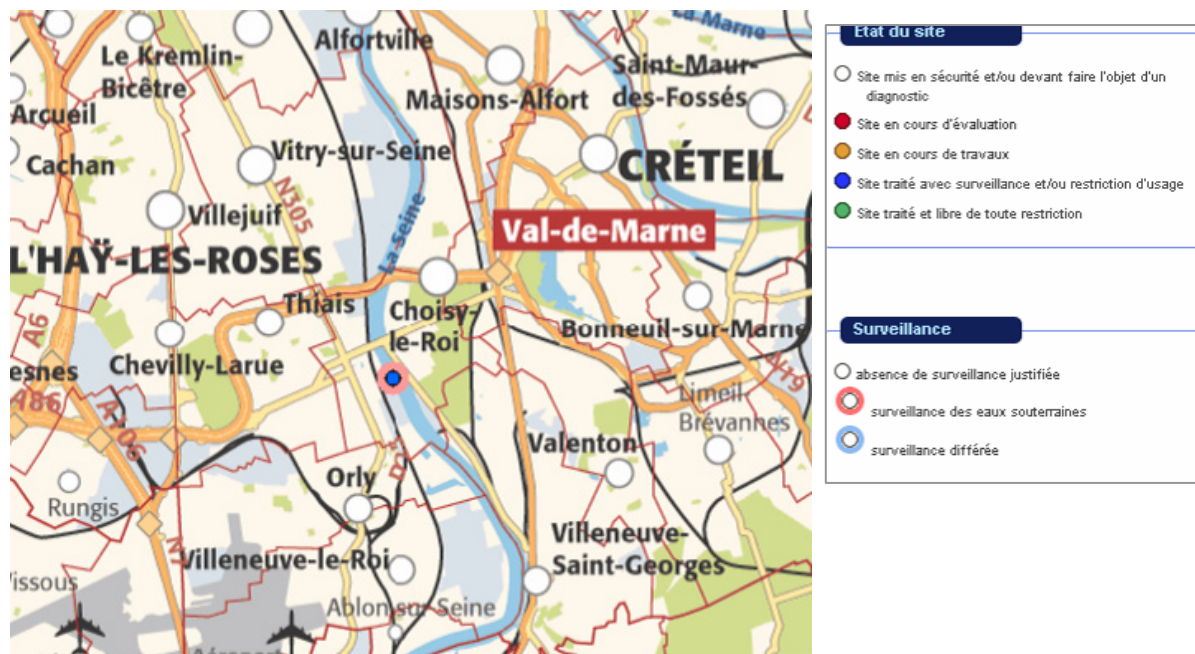 La Marne
Alfortville
Le Kremlin-
Bicêtre
Saint-Maur-
des-Fossés
Maisons-Alfort
Arcueil
Cachan
Vitry-sur-Seine
CRÉTEIL
N305
Villejuif
La Seine
Val-de-Marne
L'HAŸ-LES-ROSES
Thiais
Choisy-
le-Roi
A6
Bonneuil-sur-Marne
Chevilly-Larue
esnes
N19
A86
Limeil-
Brévannes
A106
Valenton
Orly
Rungis
Villeneuve-
Saint-Georges
N7
Villeneuve-le-Roi
issous
Ablon-sur-Seine
Aéroport
Etat du site
Site mis en sécurité et/ou devant faire l'objet d'un
diagnostic
Site en cours d'évaluation
Site en cours de travaux
Site traité avec surveillance et/ou restriction d'usage
Site traité et libre de toute restriction
Surveillance
absence de surveillance justifiée
surveillance des eaux souterraines
surveillance différée